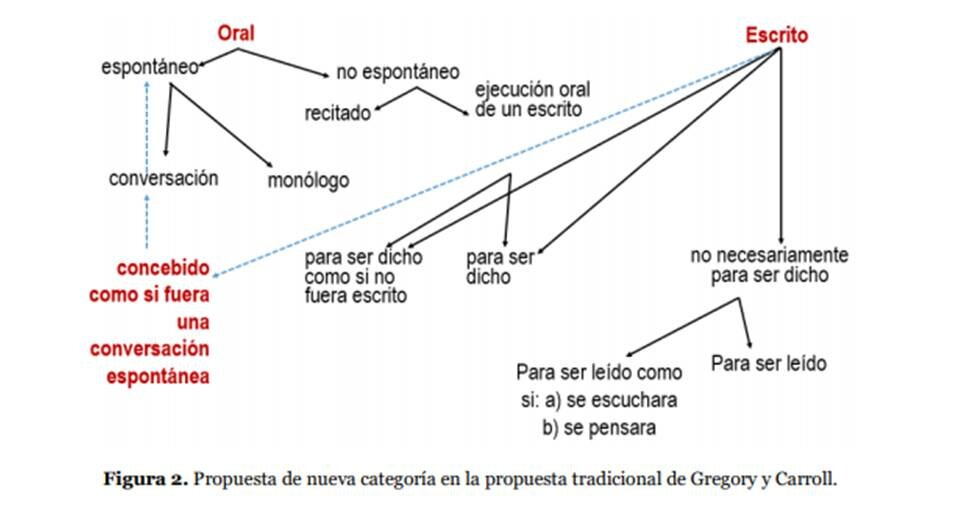 Oral
Escrito
espontáneo
no espontáneo
recitado
ejecución oral
de un escrito
conversación
monólogo
concebido
como si fuera
una
conversación
espontánea
para ser dicho
como si no
fuera escrito
para ser
dicho
no necesariamente
para ser dicho
Para ser leído como
si: a) se escuchara
b) se pensara
Para ser leído
Figura 2. Propuesta de nueva categoría en la propuesta tradicional de Gregory y Carroll.